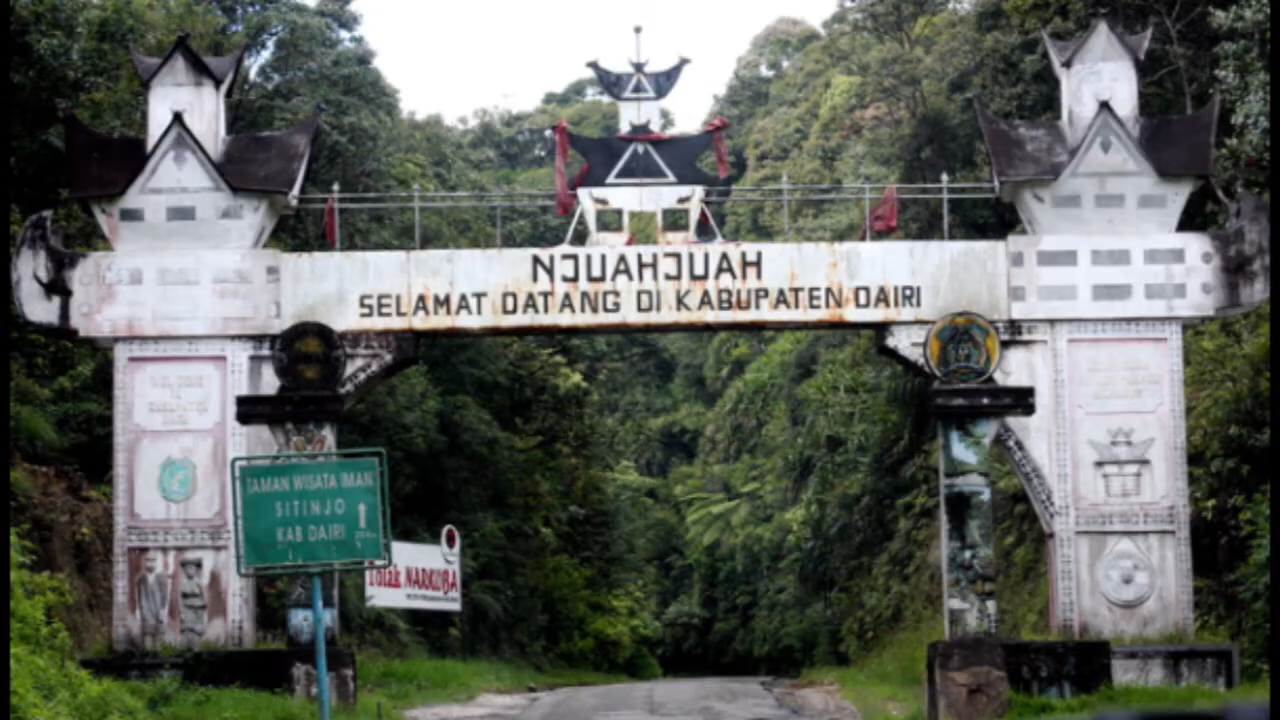 NJUAHJUAH
SELAMAT DATANG DI KABUPATEN DAIRI
TAMAN WISATA IMAN
SITINJO
KAB DAIRI
Tolak NARKOBA